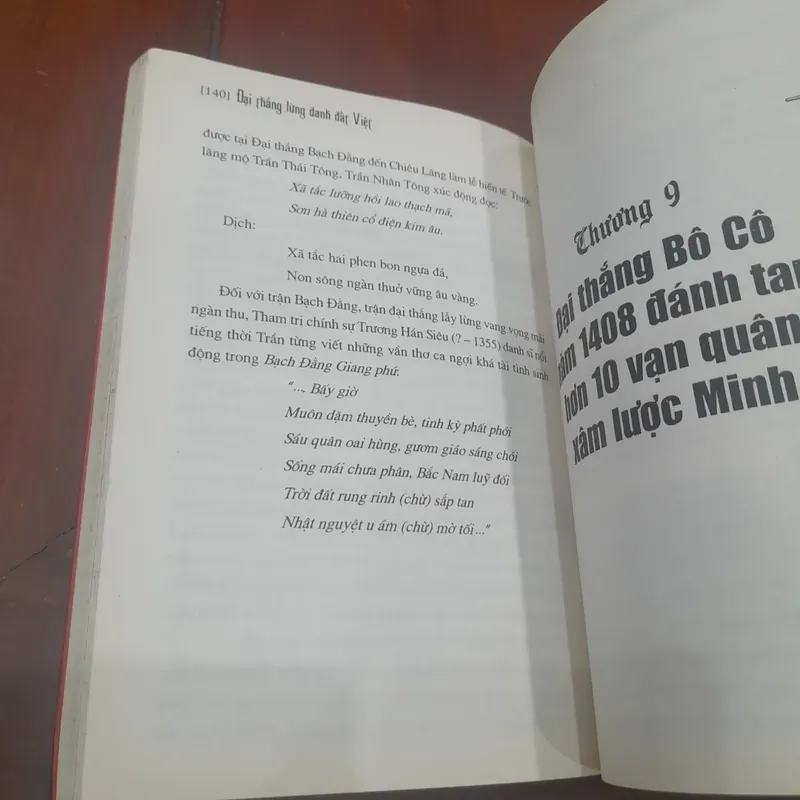 [140] Đại thắng lừng danh đất Việt
được tại Đại thắng Bạch Đằng đến Chiêu Lăng làm lễ hiến tế. Trước
lăng mộ Trần Thái Tông, Trần Nhân Tông xúc động đọc:
Xã tắc lưỡng hồi lao thạch mã,
Sơn hà thiên cổ điện kim âu.
Dịch:
Xã tắc hai phen bon ngựa đá,
Non sông ngàn thuở vững âu vàng.
Đối với trận Bạch Đằng, trận đại thắng lẫy lừng vang vọng mãi
ngàn thu, Tham tri chính sự Trương Hán Siêu (? – 1355) danh sĩ nổi
tiếng thời Trần từng viết những vần thơ ca ngợi khá tài tình sinh
động trong Bạch Đằng Giang phú:
"... Bấy giờ
Muôn dặm thuyền bè, tinh kỳ phất phới
Sáu quân oai hùng, gươm giáo sáng chói
Sống mái chưa phân, Bắc Nam luỹ đối
Trời đất rung rinh (chừ) sắp tan
Nhật nguyệt u ám (chừ) mờ tối..."
Chương 9
Đại thắng Bô Cô
năm 1408 đánh tan
hơn 10 vạn quân
xâm lược Minh